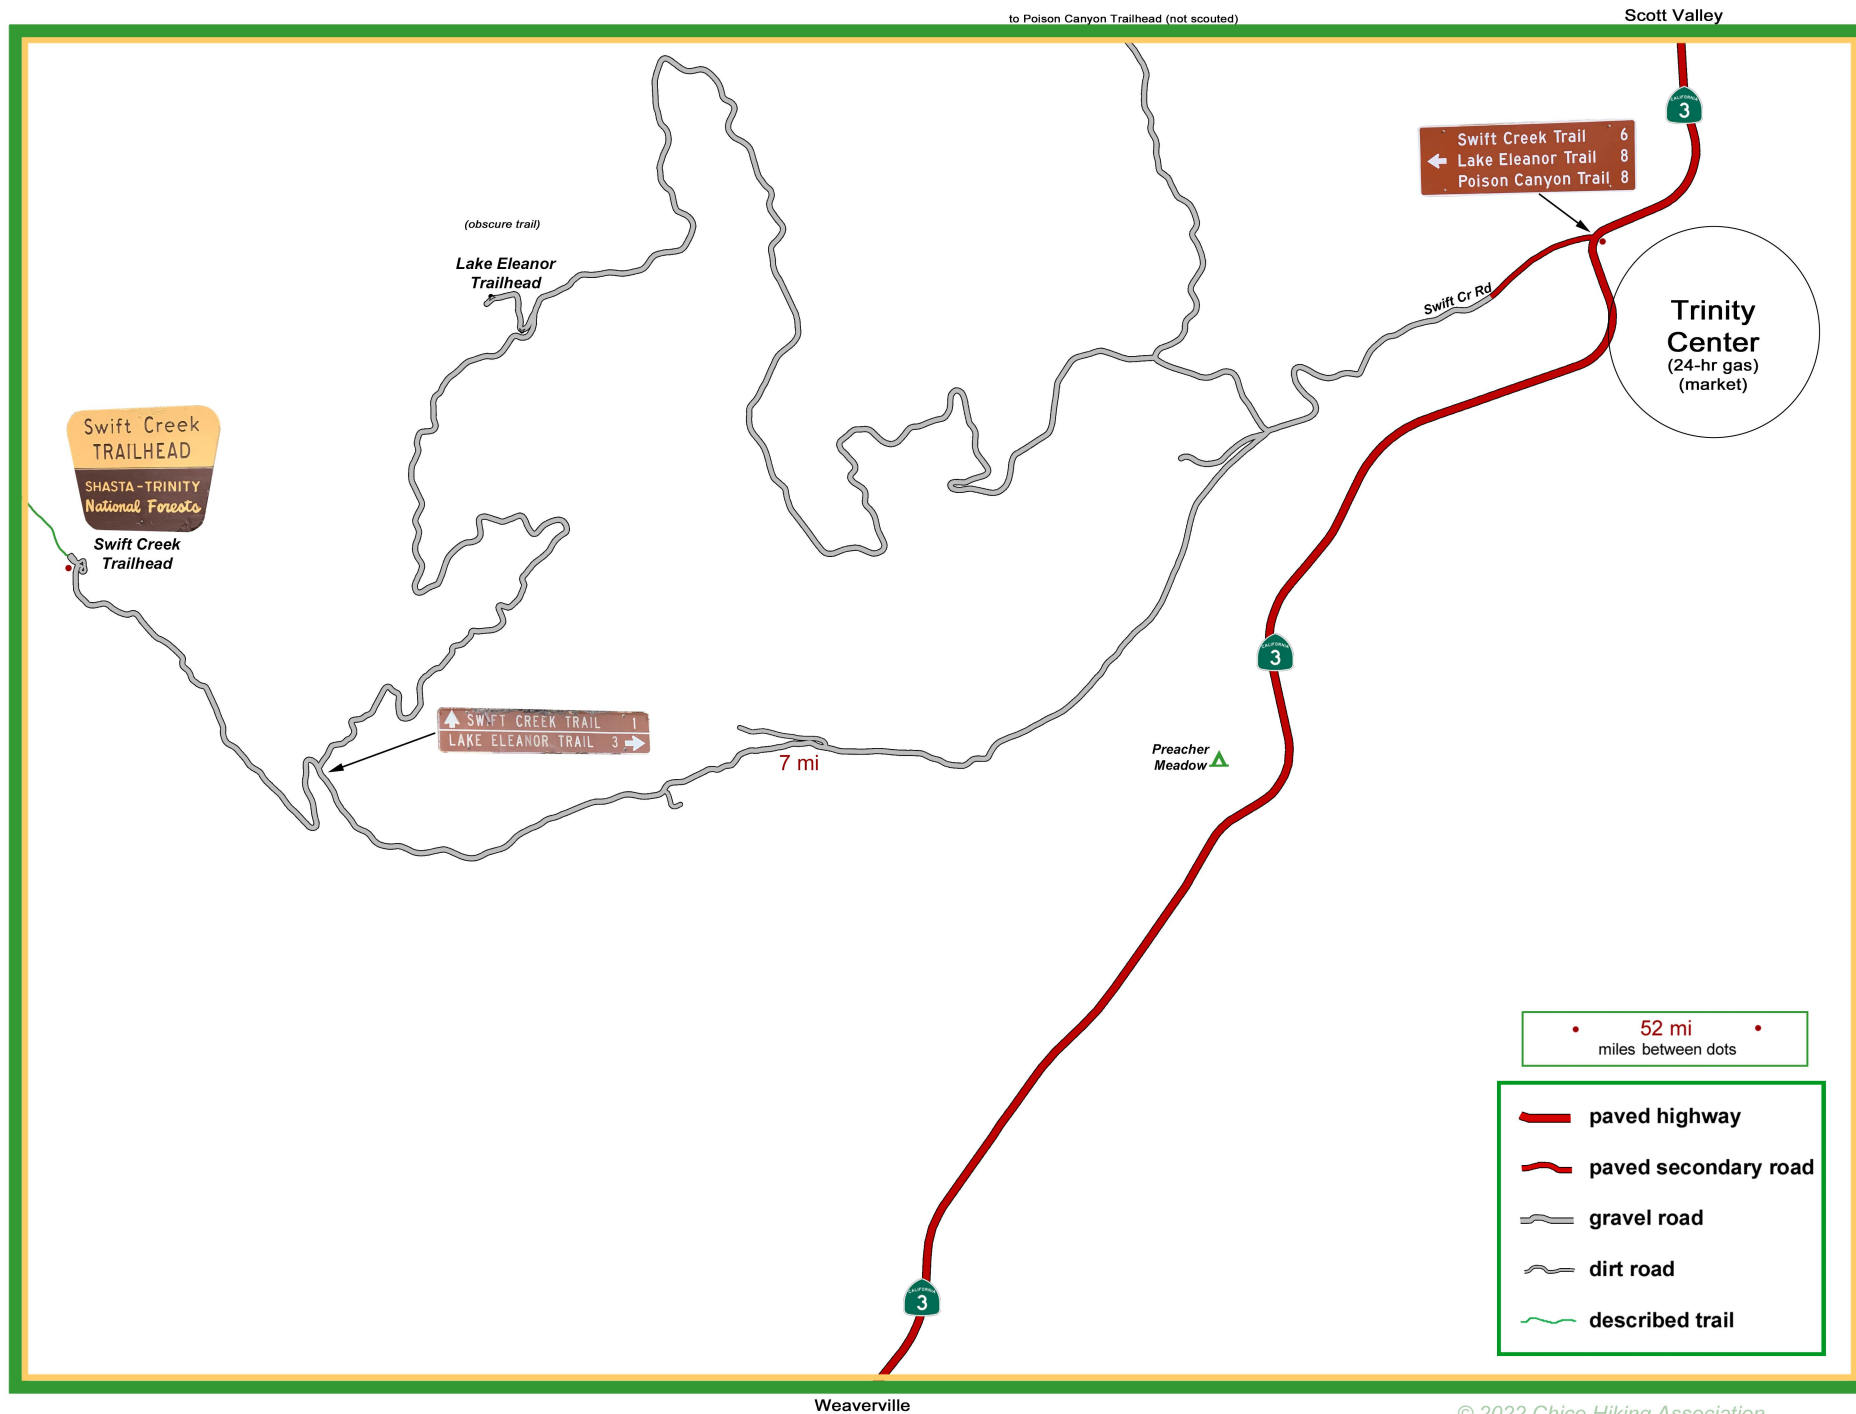 to Poison Canyon Trailhead (not scouted)
Scott Valley
CALIFORNIA
3
Swift Creek Trail 6
Lake Eleanor Trail 8
Poison Canyon Trail 8
(obscure trail)
Lake Eleanor
Trailhead
Swift Cr Rd
Trinity
Center
(24-hr gas)
(market)
Swift Creek
TRAILHEAD
SHASTA-TRINITY
National Forests
Swift Creek
Trailhead
CALIFORNIA
3
SWIFT CREEK TRAIL 1
LAKE ELEANOR TRAIL 3
7 mi
Preacher
Meadow
52 mi
miles between dots
paved highway
paved secondary road
gravel road
dirt road
described trail
CALIFORNIA
3
Weaverville
© 2022 Chico Hiking Association